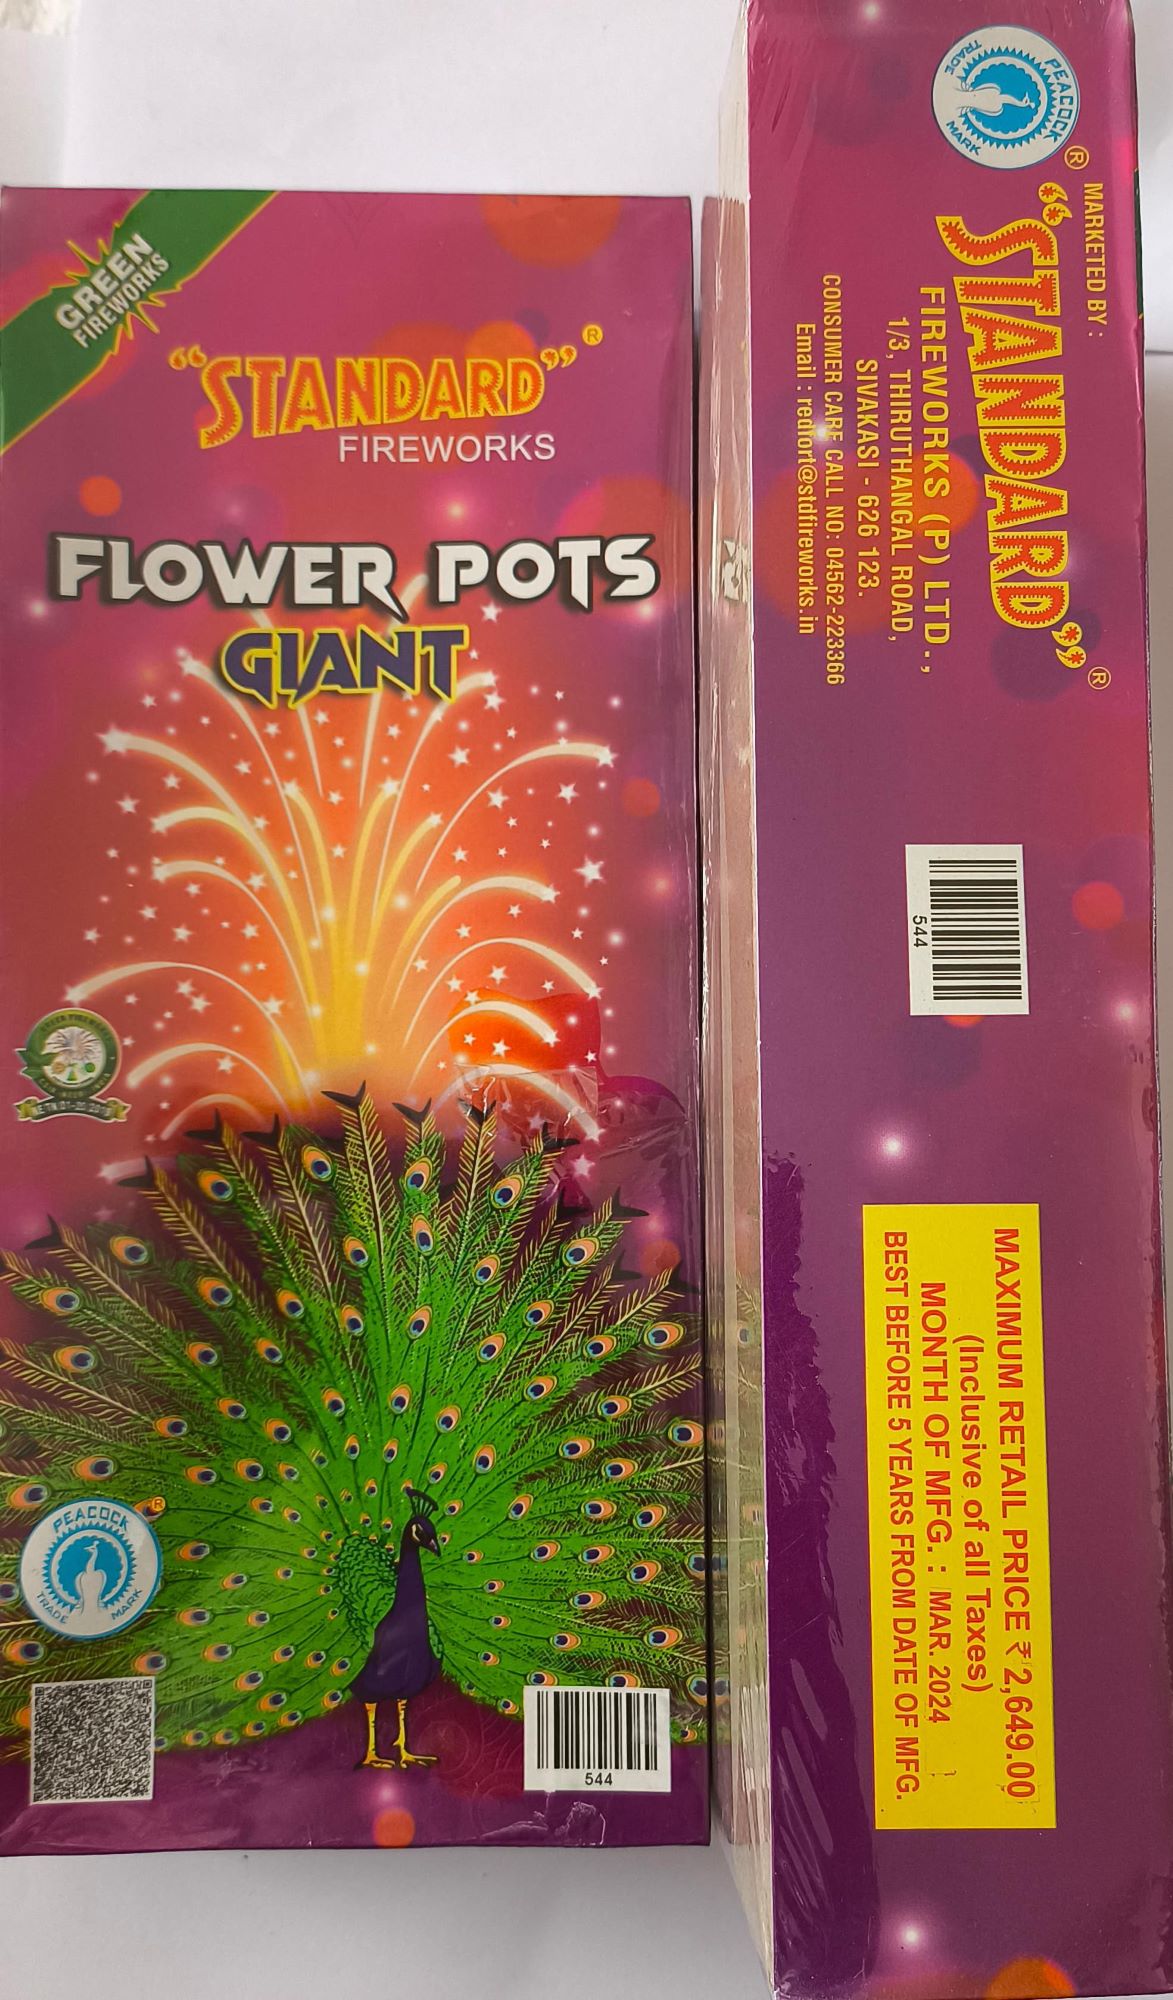 GREEN
FIREWORKS
"STANDARD"®
FIREWORKS
FLOWER POTS
GIANT
PEACOCK ®
TRADE MARK
544
PEACOCK
TRADE MARK ®
MARKETED BY :
"STANDARD"®
FIREWORKS (P) LTD.,
1/3, THIRUTHANGAL ROAD,
SIVAKASI - 626 123.
CONSUMER CARE CALL NO: 04562-223366
Email : redfort@stdfireworks.in
544
MAXIMUM RETAIL PRICE ₹ 2,649.00
(Inclusive of all Taxes)
MONTH OF MFG. : MAR. 2024
BEST BEFORE 5 YEARS FROM DATE OF MFG.